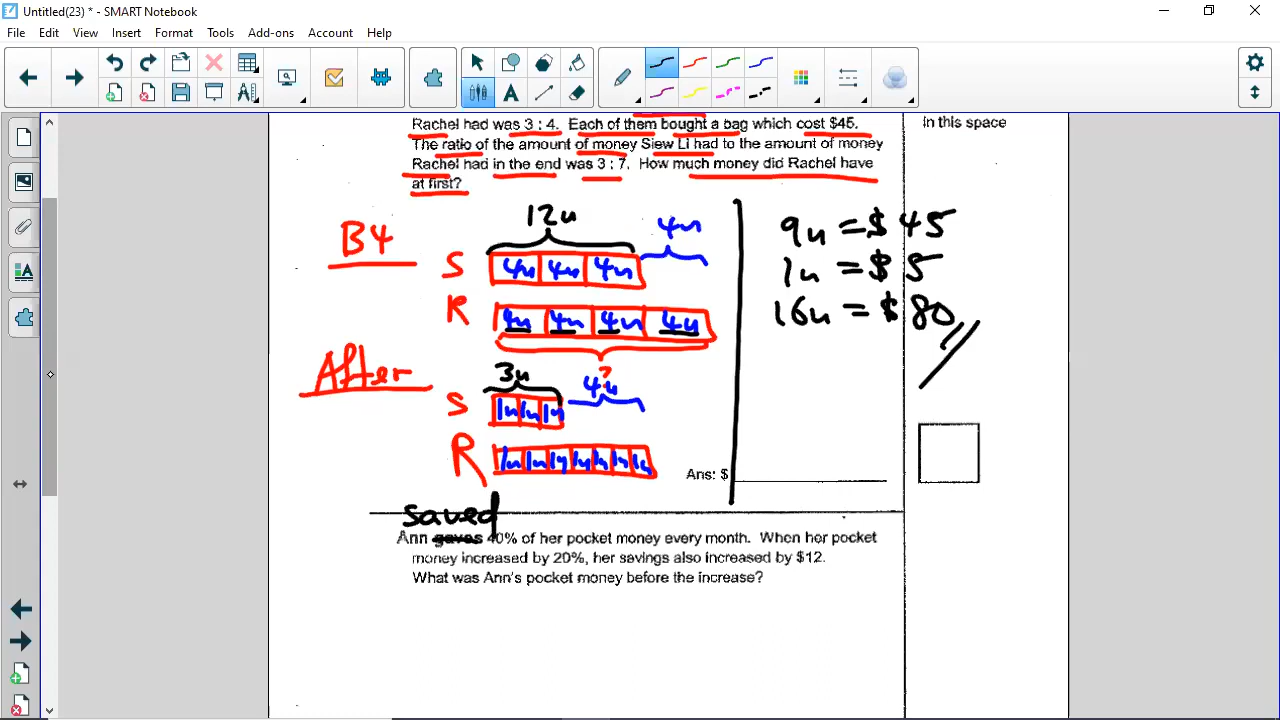 Untitled(23) * - SMART Notebook
File Edit View Insert Format Tools Add-ons Account Help
Rachel had was 3 : 4. Each of them bought a bag which cost $45.
The ratio of the amount of money Siew Li had to the amount of money
Rachel had in the end was 3 : 7. How much money did Rachel have
at first?
in this space
B4
12u
4u
S
4u 4u 4u
R
4u 4u 4u 4u
?
After
3u
4u
S
1u 1u 1u
R
1u 1u 1u 1u 1u 1u 1u
9u = $45
1u = $5
16u = $80
Ans: $
saved
Ann gaves 40% of her pocket money every month. When her pocket
money increased by 20%, her savings also increased by $12.
What was Ann's pocket money before the increase?